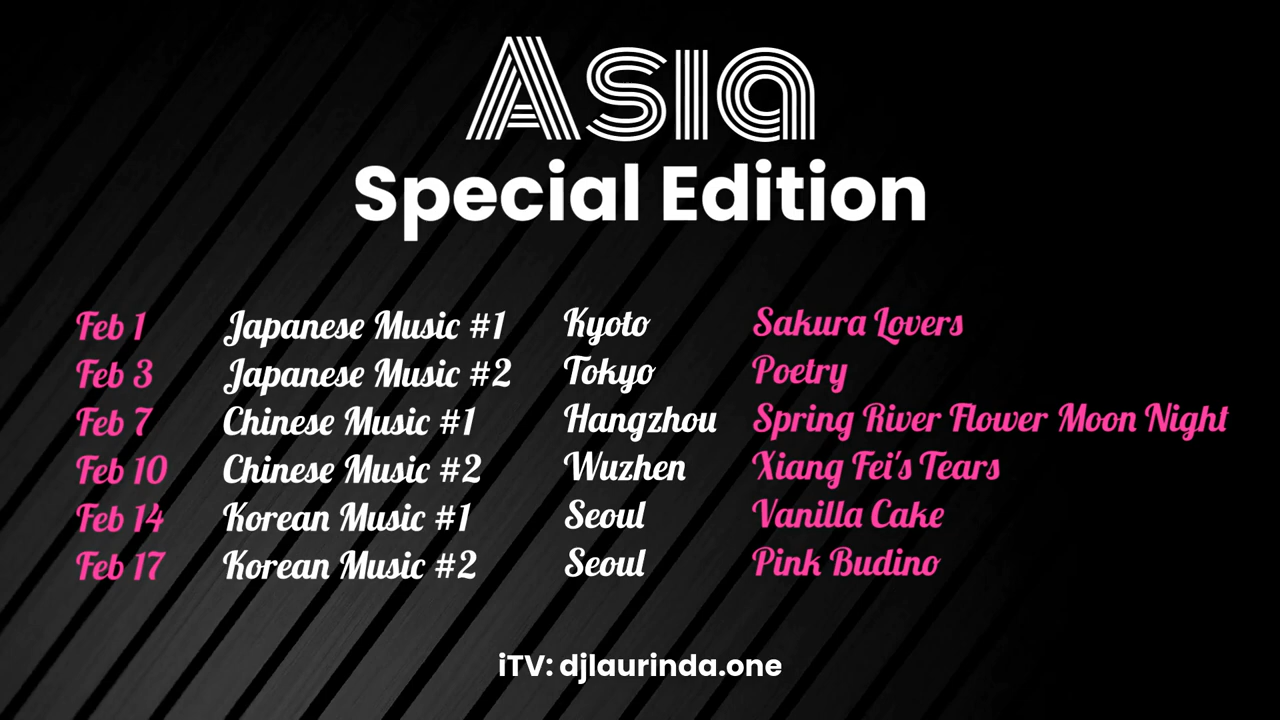 Asia
Special Edition
Feb 1 Japanese Music #1 Kyoto Sakura Lovers
Feb 3 Japanese Music #2 Tokyo Poetry
Feb 7 Chinese Music #1 Hangzhou Spring River Flower Moon Night
Feb 10 Chinese Music #2 Wuzhen Xiang Fei's Tears
Feb 14 Korean Music #1 Seoul Vanilla Cake
Feb 17 Korean Music #2 Seoul Pink Budino
iTV: djlaurinda.one